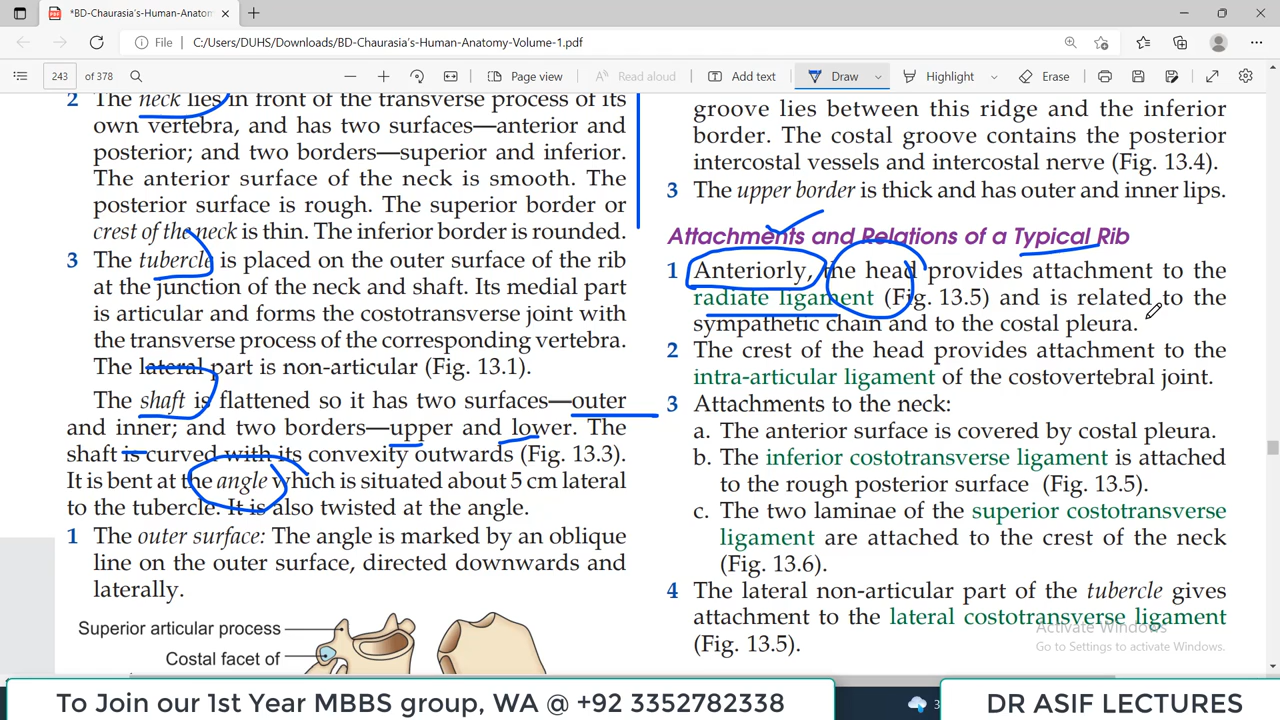 *BD-Chaurasia's-Human-Anatom
File
C:/Users/DUHS/Downloads/BD-Chaurasia's-Human-Anatomy-Volume-1.pdf
243 of 378
Page view
Read aloud
Add text
Draw
Highlight
Erase
2 The neck lies in front of the transverse process of its
own vertebra, and has two surfaces—anterior and
posterior; and two borders—superior and inferior.
The anterior surface of the neck is smooth. The
posterior surface is rough. The superior border or
crest of the neck is thin. The inferior border is rounded.
3 The tubercle is placed on the outer surface of the rib
at the junction of the neck and shaft. Its medial part
is articular and forms the costotransverse joint with
the transverse process of the corresponding vertebra.
The lateral part is non-articular (Fig. 13.1).
The shaft is flattened so it has two surfaces—outer
and inner; and two borders—upper and lower. The
shaft is curved with its convexity outwards (Fig. 13.3).
It is bent at the angle which is situated about 5 cm lateral
to the tubercle. It is also twisted at the angle.
1 The outer surface: The angle is marked by an oblique
line on the outer surface, directed downwards and
laterally.
Superior articular process
Costal facet of
groove lies between this ridge and the inferior
border. The costal groove contains the posterior
intercostal vessels and intercostal nerve (Fig. 13.4).
3 The upper border is thick and has outer and inner lips.
Attachments and Relations of a Typical Rib
1 Anteriorly, the head provides attachment to the
radiate ligament (Fig. 13.5) and is related to the
sympathetic chain and to the costal pleura.
2 The crest of the head provides attachment to the
intra-articular ligament of the costovertebral joint.
3 Attachments to the neck:
a. The anterior surface is covered by costal pleura.
b. The inferior costotransverse ligament is attached
to the rough posterior surface (Fig. 13.5).
c. The two laminae of the superior costotransverse
ligament are attached to the crest of the neck
(Fig. 13.6).
4 The lateral non-articular part of the tubercle gives
attachment to the lateral costotransverse ligament
(Fig. 13.5).
Activate Windows
Go to Settings to activate Windows.
To Join our 1st Year MBBS group, WA @ +92 3352782338
3
DR ASIF LECTURES